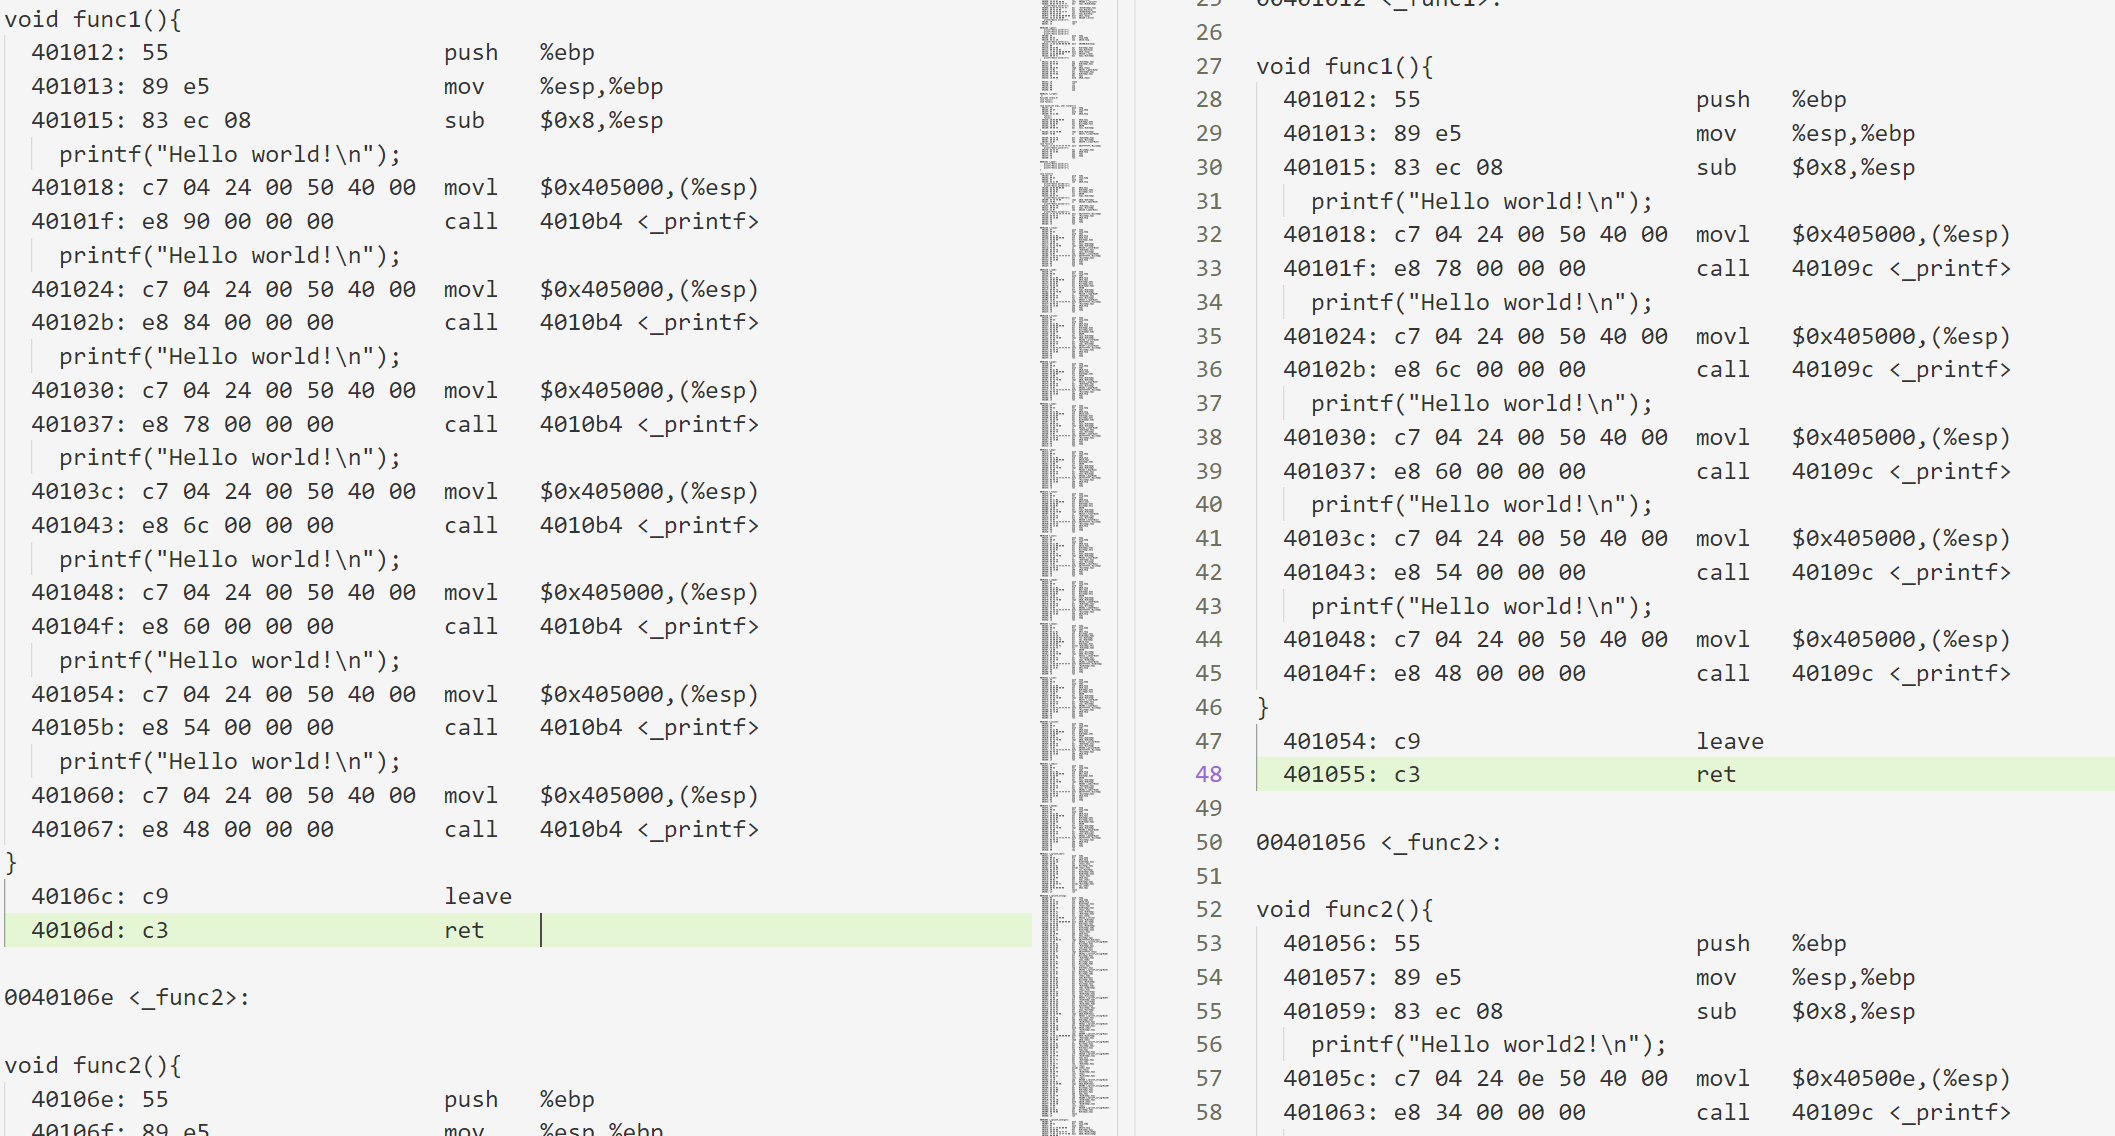 void func1(){
401012: 55 push %ebp
401013: 89 e5 mov %esp,%ebp
401015: 83 ec 08 sub $0x8,%esp
printf("Hello world!\n");
401018: c7 04 24 00 50 40 00 movl $0x405000,(%esp)
40101f: e8 90 00 00 00 call 4010b4 <_printf>
printf("Hello world!\n");
401024: c7 04 24 00 50 40 00 movl $0x405000,(%esp)
40102b: e8 84 00 00 00 call 4010b4 <_printf>
printf("Hello world!\n");
401030: c7 04 24 00 50 40 00 movl $0x405000,(%esp)
401037: e8 78 00 00 00 call 4010b4 <_printf>
printf("Hello world!\n");
40103c: c7 04 24 00 50 40 00 movl $0x405000,(%esp)
401043: e8 6c 00 00 00 call 4010b4 <_printf>
printf("Hello world!\n");
401048: c7 04 24 00 50 40 00 movl $0x405000,(%esp)
40104f: e8 60 00 00 00 call 4010b4 <_printf>
printf("Hello world!\n");
401054: c7 04 24 00 50 40 00 movl $0x405000,(%esp)
40105b: e8 54 00 00 00 call 4010b4 <_printf>
printf("Hello world!\n");
401060: c7 04 24 00 50 40 00 movl $0x405000,(%esp)
401067: e8 48 00 00 00 call 4010b4 <_printf>
}
40106c: c9 leave
40106d: c3 ret
0040106e <_func2>:
void func2(){
40106e: 55 push %ebp
40106f: 89 e5 mov %esp,%ebp
25 00401012 <_func1>:
26
27 void func1(){
28 401012: 55 push %ebp
29 401013: 89 e5 mov %esp,%ebp
30 401015: 83 ec 08 sub $0x8,%esp
31 printf("Hello world!\n");
32 401018: c7 04 24 00 50 40 00 movl $0x405000,(%esp)
33 40101f: e8 78 00 00 00 call 40109c <_printf>
34 printf("Hello world!\n");
35 401024: c7 04 24 00 50 40 00 movl $0x405000,(%esp)
36 40102b: e8 6c 00 00 00 call 40109c <_printf>
37 printf("Hello world!\n");
38 401030: c7 04 24 00 50 40 00 movl $0x405000,(%esp)
39 401037: e8 60 00 00 00 call 40109c <_printf>
40 printf("Hello world!\n");
41 40103c: c7 04 24 00 50 40 00 movl $0x405000,(%esp)
42 401043: e8 54 00 00 00 call 40109c <_printf>
43 printf("Hello world!\n");
44 401048: c7 04 24 00 50 40 00 movl $0x405000,(%esp)
45 40104f: e8 48 00 00 00 call 40109c <_printf>
46 }
47 401054: c9 leave
48 401055: c3 ret
49
50 00401056 <_func2>:
51
52 void func2(){
53 401056: 55 push %ebp
54 401057: 89 e5 mov %esp,%ebp
55 401059: 83 ec 08 sub $0x8,%esp
56 printf("Hello world2!\n");
57 40105c: c7 04 24 0e 50 40 00 movl $0x40500e,(%esp)
58 401063: e8 34 00 00 00 call 40109c <_printf>